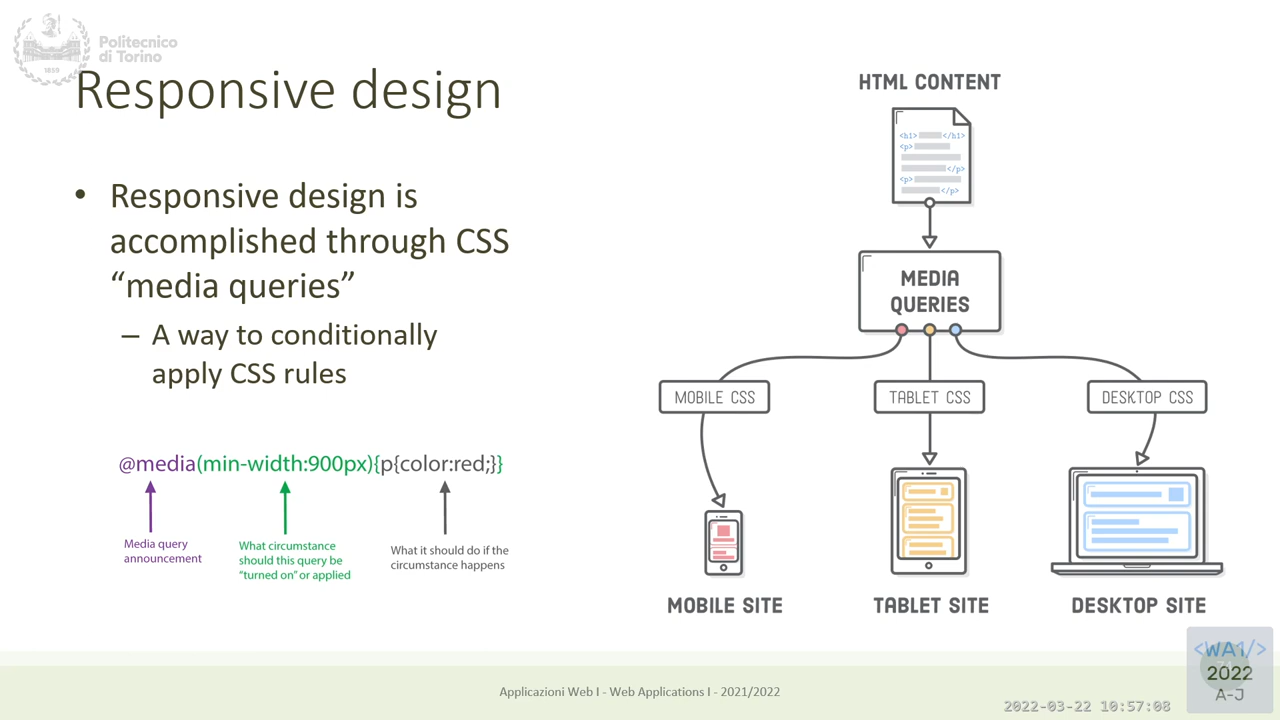 Politecnico
di Torino
1859
Responsive design
• Responsive design is
accomplished through CSS
“media queries”
– A way to conditionally
apply CSS rules
@media(min-width:900px){p{color:red;}}
Media query
announcement
What circumstance
should this query be
“turned on” or applied
What it should do if the
circumstance happens
HTML CONTENT
<h1> </h1>
<p>
</p>
<p>
</p>
MEDIA
QUERIES
MOBILE CSS
TABLET CSS
DESKTOP CSS
MOBILE SITE
TABLET SITE
DESKTOP SITE
Applicazioni Web I - Web Applications I - 2021/2022
2022-03-22 10:57:08
<WA1/>
2022
A-J